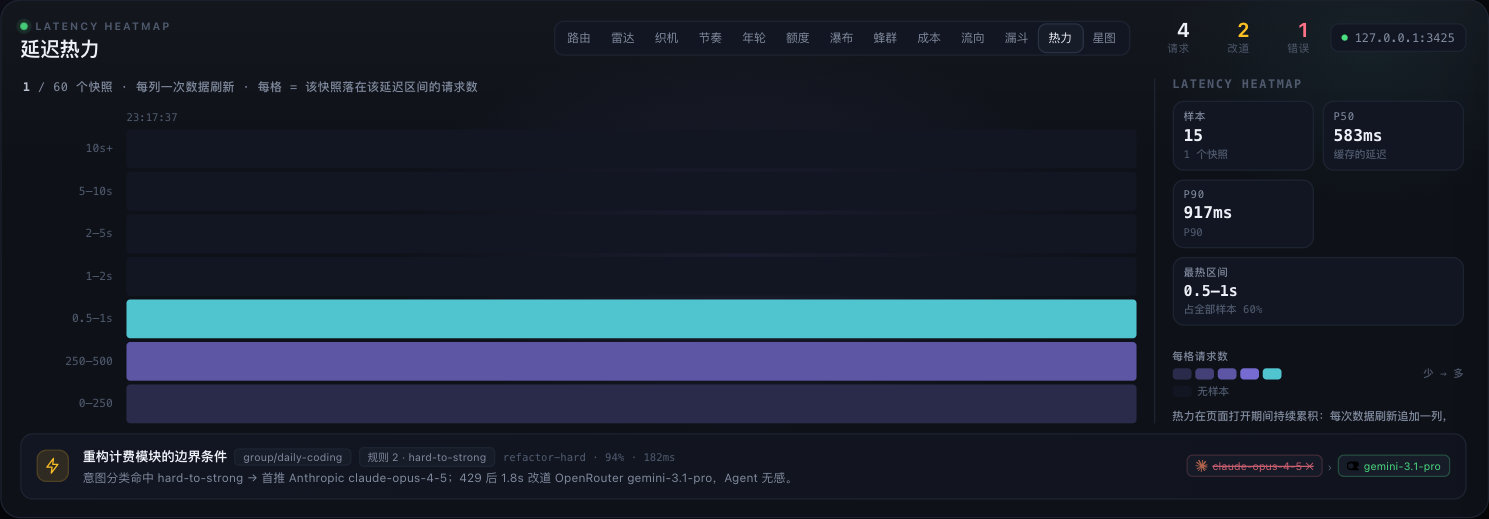 LATENCY HEATMAP
延迟热力
路由 雷达 织机 节奏 年轮 额度 瀑布 蜂群 成本 流向 漏斗 热力 星图
4 请求
2 改道
1 错误
127.0.0.1:3425
1 / 60 个快照 · 每列一次数据刷新 · 每格 = 该快照落在该延迟区间的请求数
23:17:37
10s+
5–10s
2–5s
1–2s
0.5–1s
250–500
0–250
LATENCY HEATMAP
样本
15
1 个快照
P50
583ms
缓存的延迟
P90
917ms
P90
最热区间
0.5–1s
占全部样本 60%
每格请求数
少 → 多
无样本
热力在页面打开期间持续累积：每次数据刷新追加一列，
重构计费模块的边界条件 group/daily-coding 规则 2 · hard-to-strong refactor-hard · 94% · 182ms
意图分类命中 hard-to-strong → 首推 Anthropic claude-opus-4-5；429 后 1.8s 改道 OpenRouter gemini-3.1-pro，Agent 无感。
claude-opus-4-5 ✕ › gemini-3.1-pro